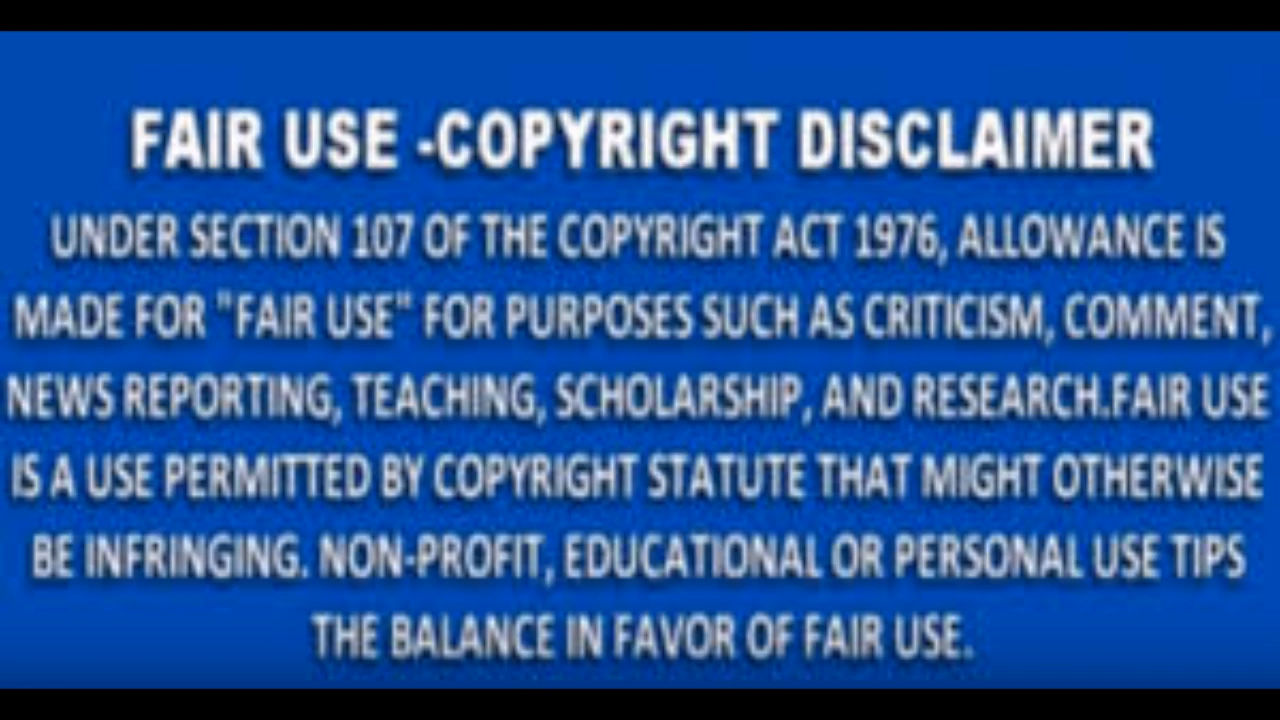 FAIR USE -COPYRIGHT DISCLAIMER
UNDER SECTION 107 OF THE COPYRIGHT ACT 1976, ALLOWANCE IS
MADE FOR "FAIR USE" FOR PURPOSES SUCH AS CRITICISM, COMMENT,
NEWS REPORTING, TEACHING, SCHOLARSHIP, AND RESEARCH.FAIR USE
IS A USE PERMITTED BY COPYRIGHT STATUTE THAT MIGHT OTHERWISE
BE INFRINGING. NON-PROFIT, EDUCATIONAL OR PERSONAL USE TIPS
THE BALANCE IN FAVOR OF FAIR USE.